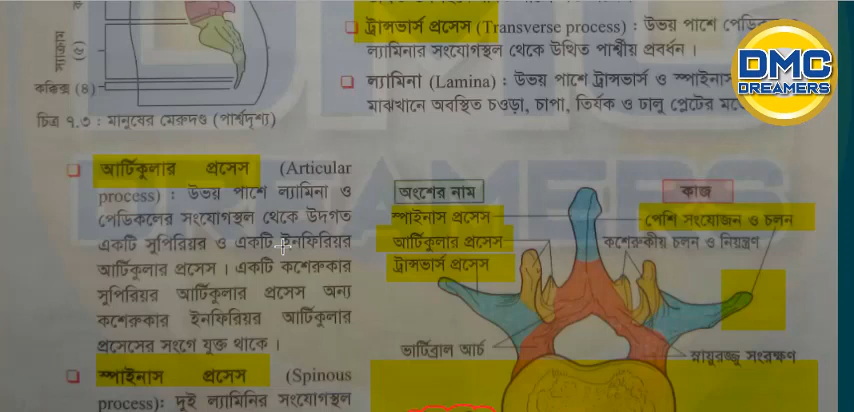 ট্রান্সভার্স প্রসেস (Transverse process) : উভয় পাশে
ল্যামিনার সংযোগস্থল থেকে উত্থিত পার্শ্বীয় প্রবর্ধন ।
ল্যামিনা (Lamina) : উভয় পাশে ট্রান্সভার্স ও স্পাইনাস
মাঝখানে অবস্থিত চওড়া, চাপা, তির্যক ও ঢালু প্লেটের
DMC
DREAMERS
স্যাক্রাম
(৫)
কক্কিক্স (৪)
চিত্র ৭.৩ : মানুষের মেরুদণ্ড (পার্শ্বদৃশ্য)
আর্টিকুলার প্রসেস (Articular
process) : উভয় পাশে ল্যামিনা ও
পেডিকলের সংযোগস্থল থেকে উদগত
একটি সুপিরিয়র ও একটি ইনফিরিয়র
আর্টিকুলার প্রসেস । একটি কশেরুকার
সুপিরিয়র আর্টিকুলার প্রসেস অন্য
কশেরুকার ইনফিরিয়র আর্টিকুলার
প্রসেসের সংগে যুক্ত থাকে ।
স্পাইনাস প্রসেস (Spinous
process): দুই ল্যামিনির সংযোগস্থল
অংশের নাম
কাজ
স্পাইনাস প্রসেস
পেশি সংযোজন ও চলন
আর্টিকুলার প্রসেস
কশেরুকীয় চলন ও নিয়ন্ত্রণ
ট্রান্সভার্স প্রসেস
ভার্টিব্রাল আর্চ
স্নায়ুরজ্জু সংরক্ষণ